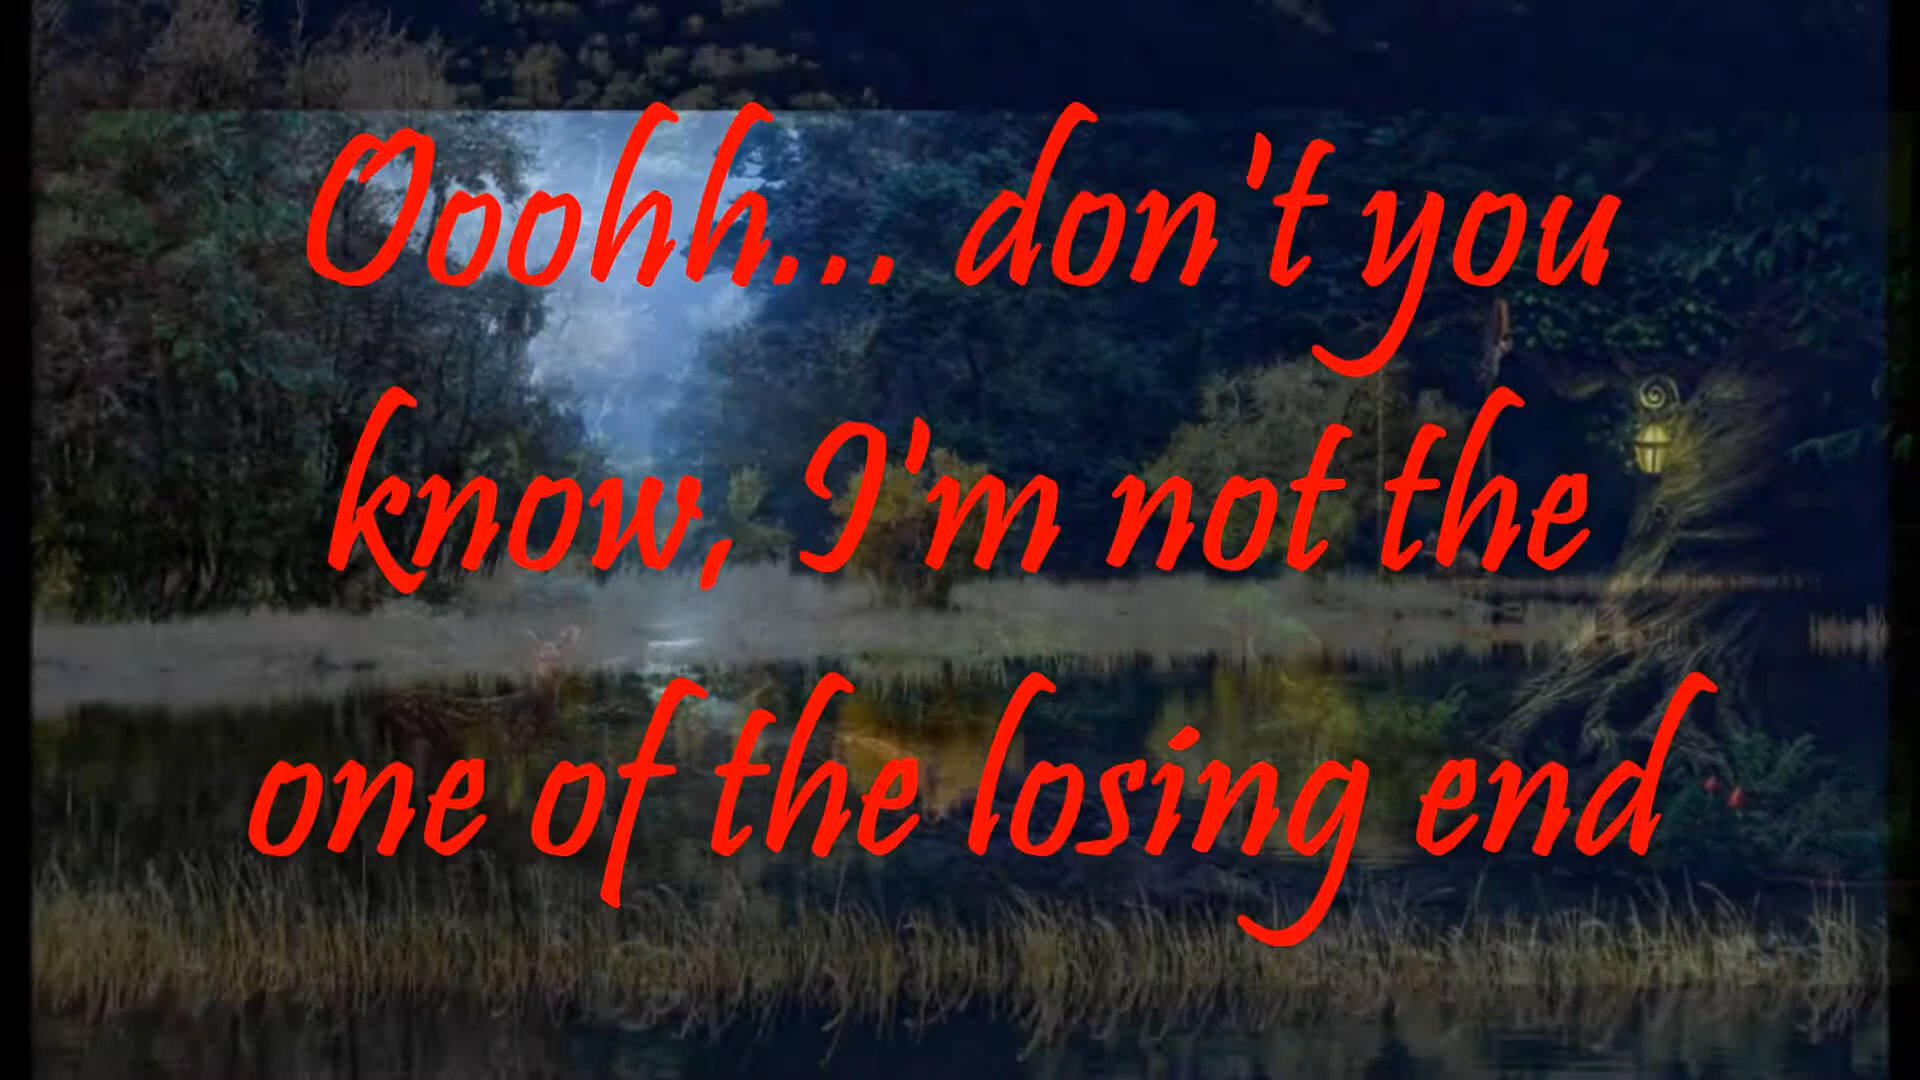 Ooohh... don't you
know, I'm not the
one of the losing end